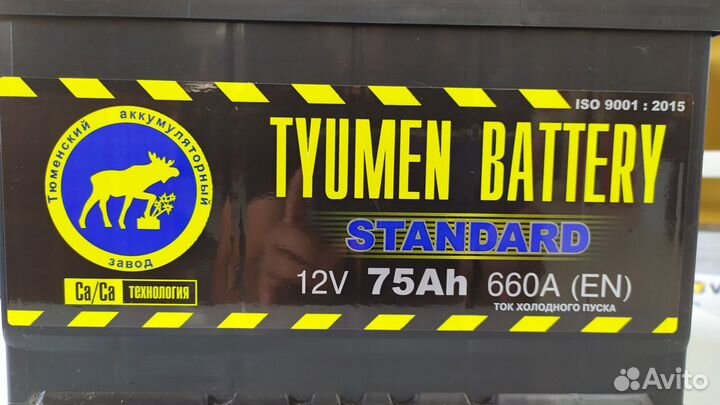 ISO 9001 : 2015
Тюменский аккумуляторный
завод
TYUMEN BATTERY
STANDARD
12V 75Ah 660A (EN)
ТОК ХОЛОДНОГО ПУСКА
Ca/Ca ТЕХНОЛОГИЯ
Avito